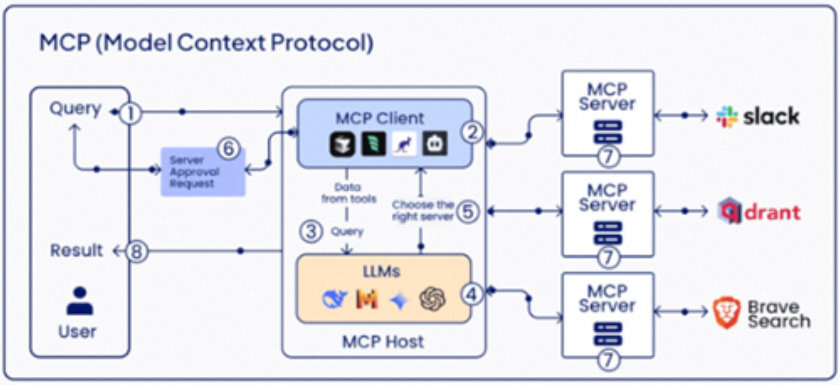 MCP (Model Context Protocol)
Query
1
MCP Client
2
6
Server
Approval
Request
Data
from tools
Choose the
right server
5
3
Query
Result
8
LLMs
4
User
MCP Host
MCP
Server
7
slack
MCP
Server
7
drant
MCP
Server
7
Brave
Search